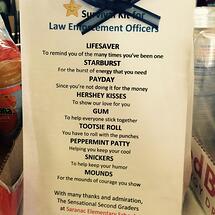 Survival Kit for
Law Enforcement Officers
LIFESAVER
To remind you of the many times you've been one
STARBURST
For the burst of energy that you need
PAYDAY
Since you're not doing it for the money
HERSHEY KISSES
To show our love for you
GUM
To help everyone stick together
TOOTSIE ROLL
You have to roll with the punches
PEPPERMINT PATTY
Helping you keep your cool
SNICKERS
To help keep your humor
MOUNDS
For the mounds of courage you show
With many thanks and admiration,
The Sensational Second Graders
at Saranac Elementary